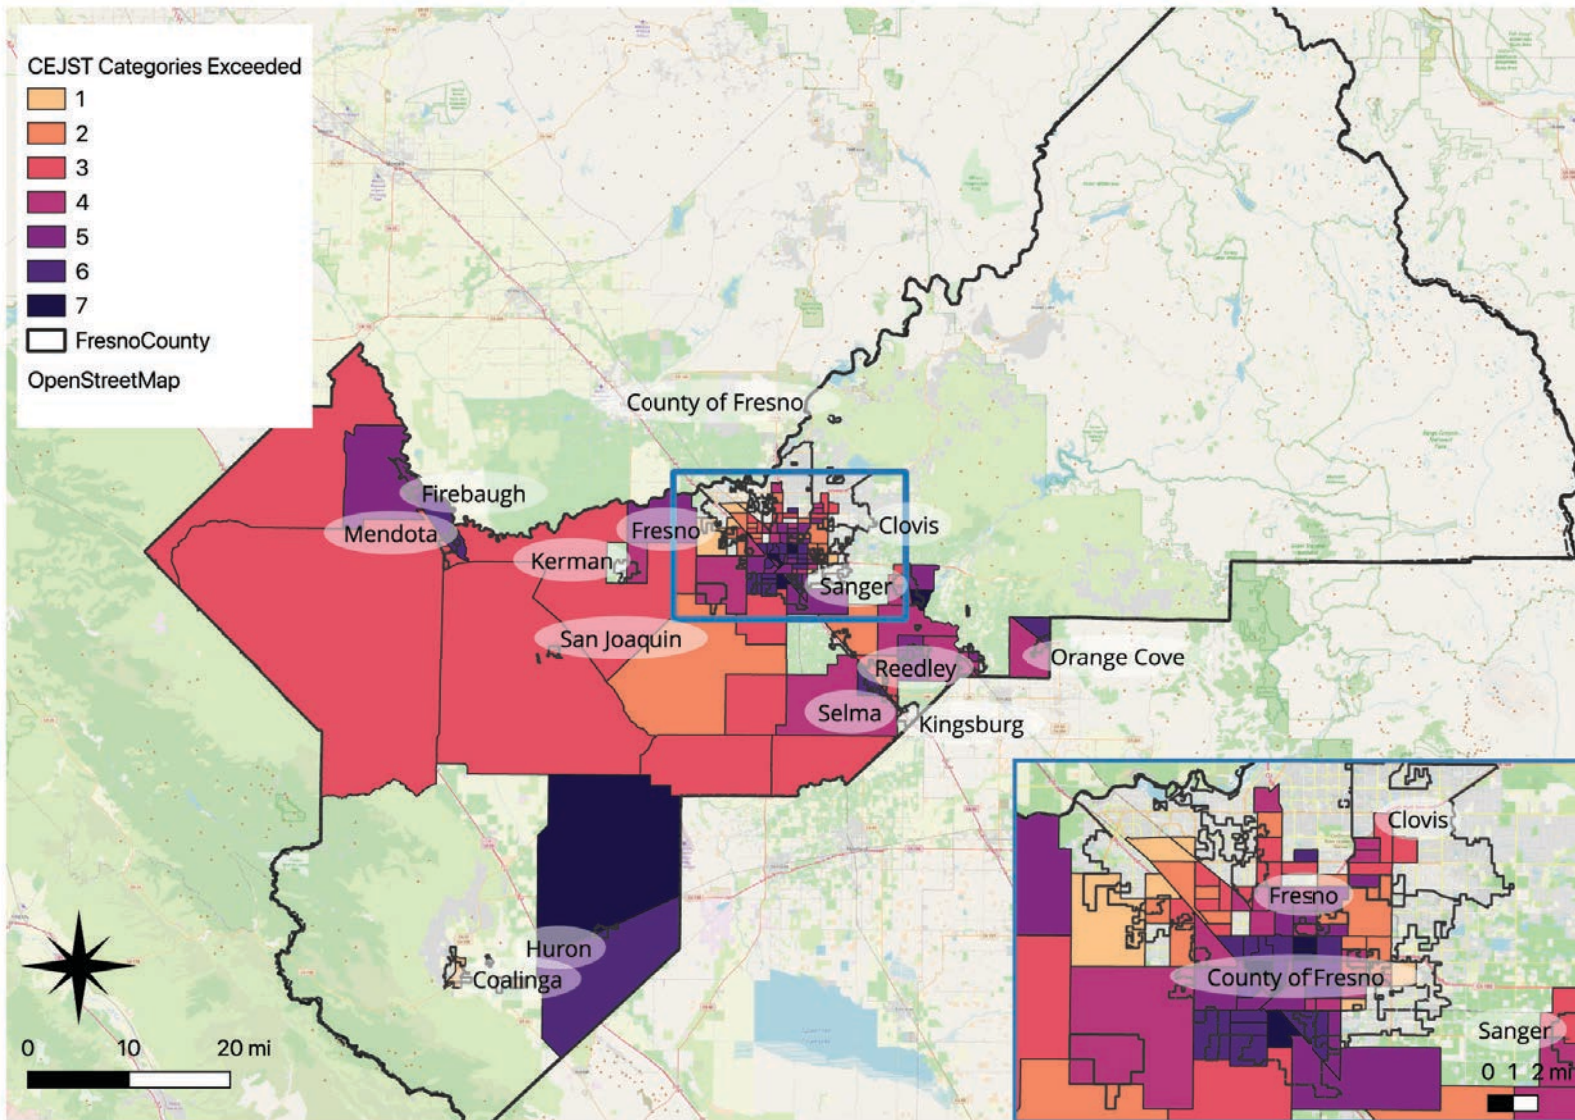 CEJST Categories Exceeded
1
2
3
4
5
6
7
FresnoCounty
OpenStreetMap
County of Fresno
Firebaugh
Mendota
Fresno
Clovis
Kerman
Sanger
San Joaquin
Reedley
Orange Cove
Selma
Kingsburg
Huron
Coalinga
0 10 20 mi
Clovis
Fresno
County of Fresno
Sanger
0 1 2 mi